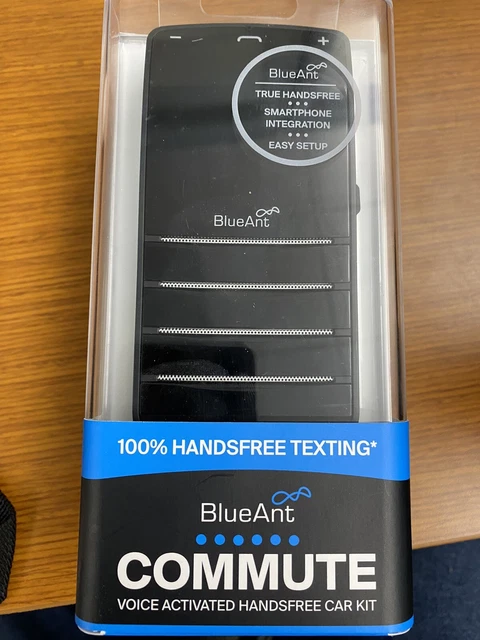 BlueAnt
TRUE HANDSFREE
SMARTPHONE
INTEGRATION
EASY SETUP
BlueAnt
100% HANDSFREE TEXTING*
BlueAnt
COMMUTE
VOICE ACTIVATED HANDSFREE CAR KIT